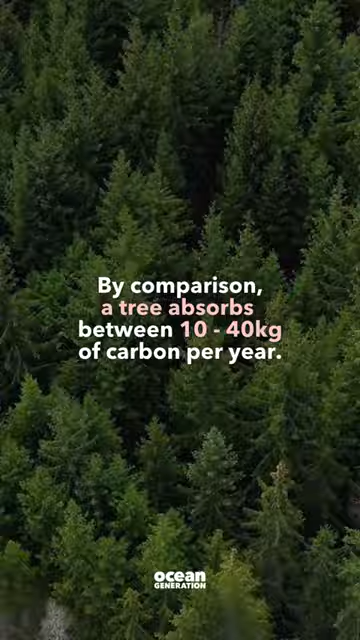 By comparison,
a tree absorbs
between 10 - 40kg
of carbon per year.
ocean
GENERATION